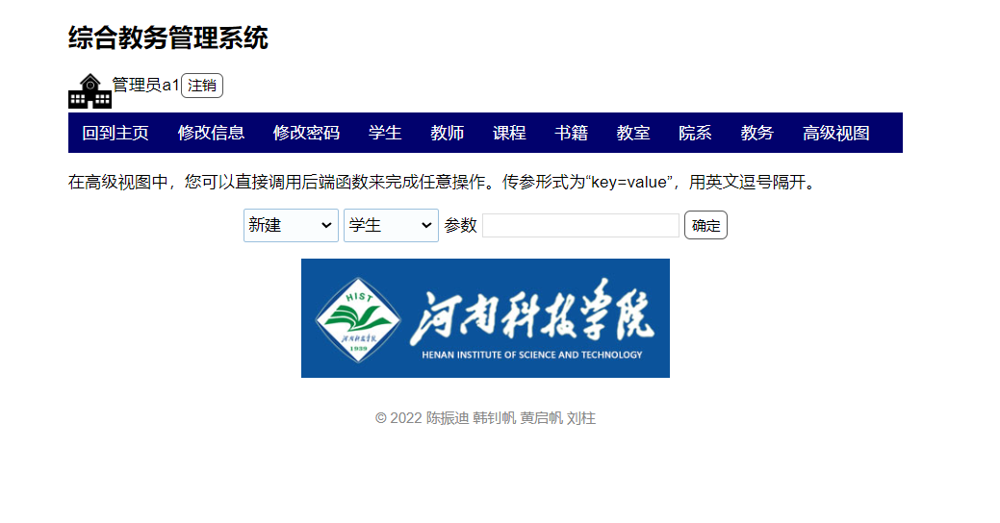 综合教务管理系统
管理员a1 注销
回到主页 修改信息 修改密码 学生 教师 课程 书籍 教室 院系 教务 高级视图
在高级视图中，您可以直接调用后端函数来完成任意操作。传参形式为“key=value”，用英文逗号隔开。
新建 学生 参数 确定
HIST
河南科技学院
1939
河南科技学院
HENAN INSTITUTE OF SCIENCE AND TECHNOLOGY
© 2022 陈振迪 韩钊帆 黄启帆 刘柱